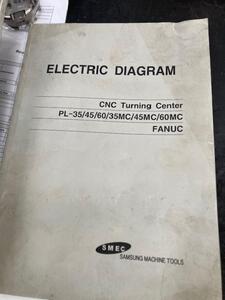 ELECTRIC DIAGRAM
CNC Turning Center
PL-35/45/60/35MC/45MC/60MC
FANUC
SMEC
SAMSUNG MACHINE TOOLS